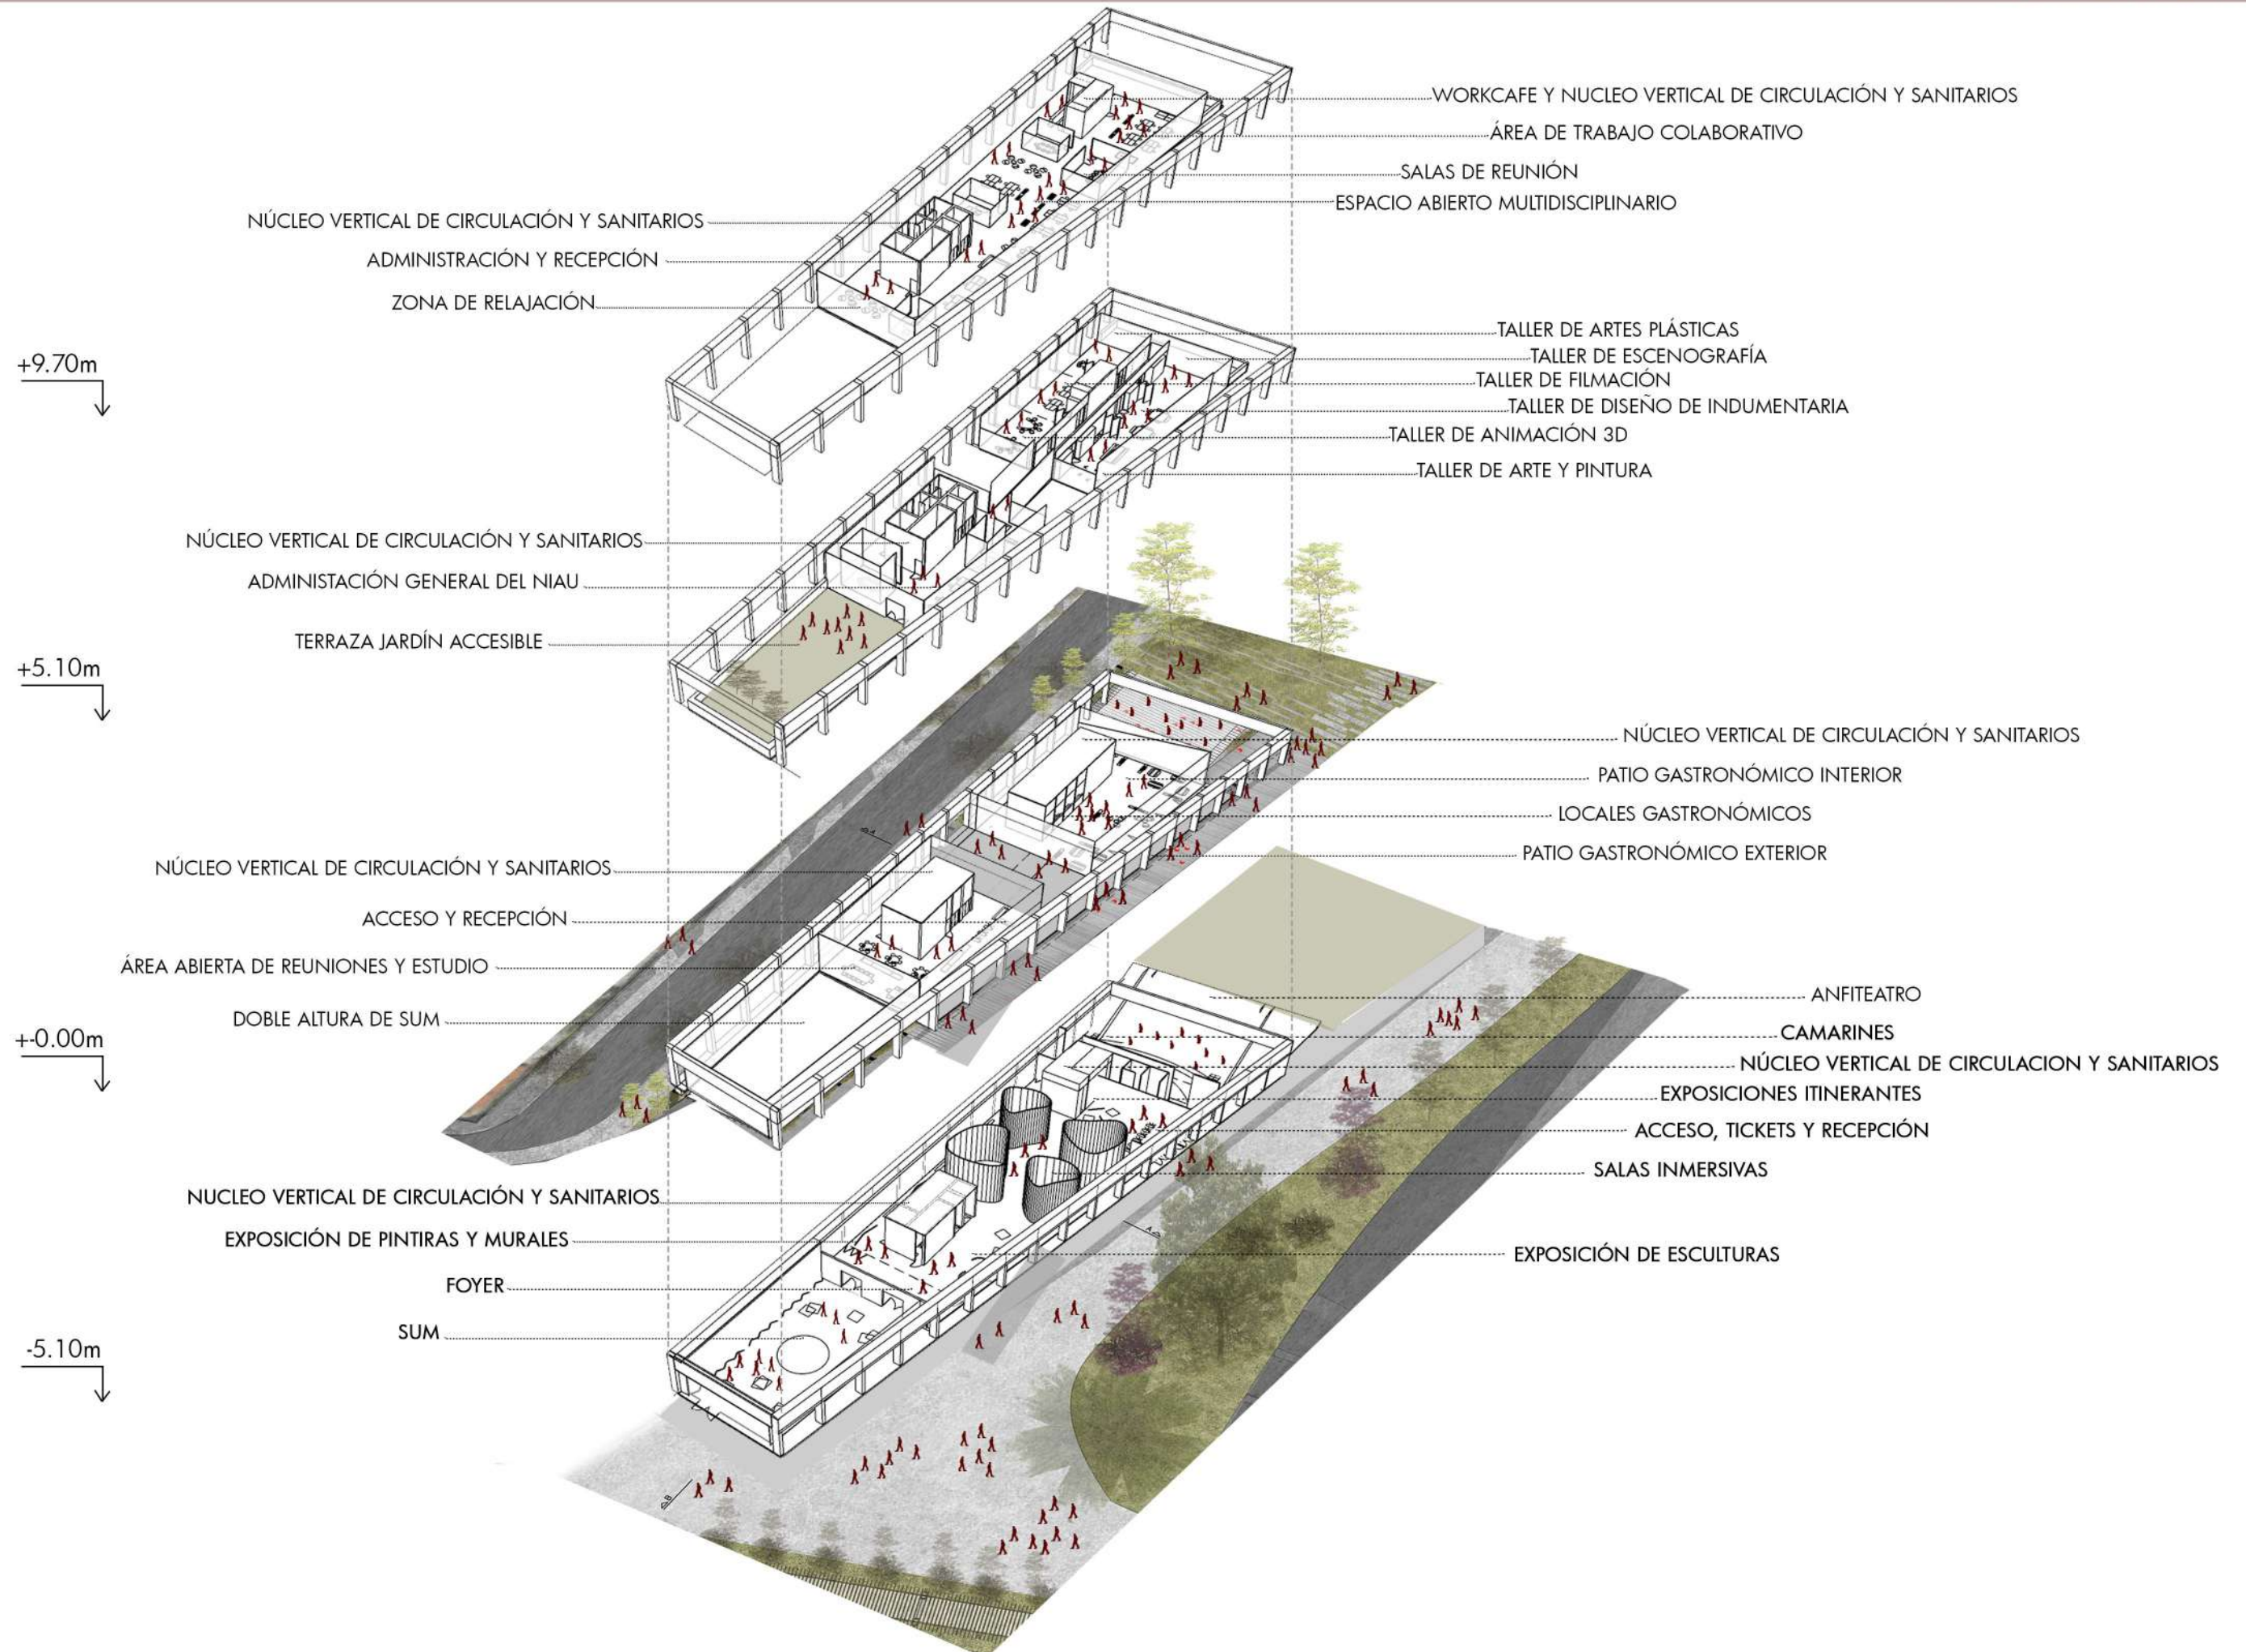 WORKCAFE Y NUCLEO VERTICAL DE CIRCULACIÓN Y SANITARIOS
ÁREA DE TRABAJO COLABORATIVO
SALAS DE REUNIÓN
ESPACIO ABIERTO MULTIDISCIPLINARIO
NÚCLEO VERTICAL DE CIRCULACIÓN Y SANITARIOS
ADMINISTRACIÓN Y RECEPCIÓN
ZONA DE RELAJACIÓN
+9.70m
TALLER DE ARTES PLÁSTICAS
TALLER DE ESCENOGRAFÍA
TALLER DE FILMACIÓN
TALLER DE DISEÑO DE INDUMENTARIA
TALLER DE ANIMACIÓN 3D
TALLER DE ARTE Y PINTURA
NÚCLEO VERTICAL DE CIRCULACIÓN Y SANITARIOS
ADMINISTACIÓN GENERAL DEL NIAU
TERRAZA JARDÍN ACCESIBLE
+5.10m
NÚCLEO VERTICAL DE CIRCULACIÓN Y SANITARIOS
PATIO GASTRONÓMICO INTERIOR
LOCALES GASTRONÓMICOS
PATIO GASTRONÓMICO EXTERIOR
NÚCLEO VERTICAL DE CIRCULACIÓN Y SANITARIOS
ACCESO Y RECEPCIÓN
ÁREA ABIERTA DE REUNIONES Y ESTUDIO
DOBLE ALTURA DE SUM
+-0.00m
ANFITEATRO
CAMARINES
NÚCLEO VERTICAL DE CIRCULACION Y SANITARIOS
EXPOSICIONES ITINERANTES
ACCESO, TICKETS Y RECEPCIÓN
SALAS INMERSIVAS
NUCLEO VERTICAL DE CIRCULACIÓN Y SANITARIOS
EXPOSICIÓN DE PINTIRAS Y MURALES
EXPOSICIÓN DE ESCULTURAS
FOYER
SUM
-5.10m